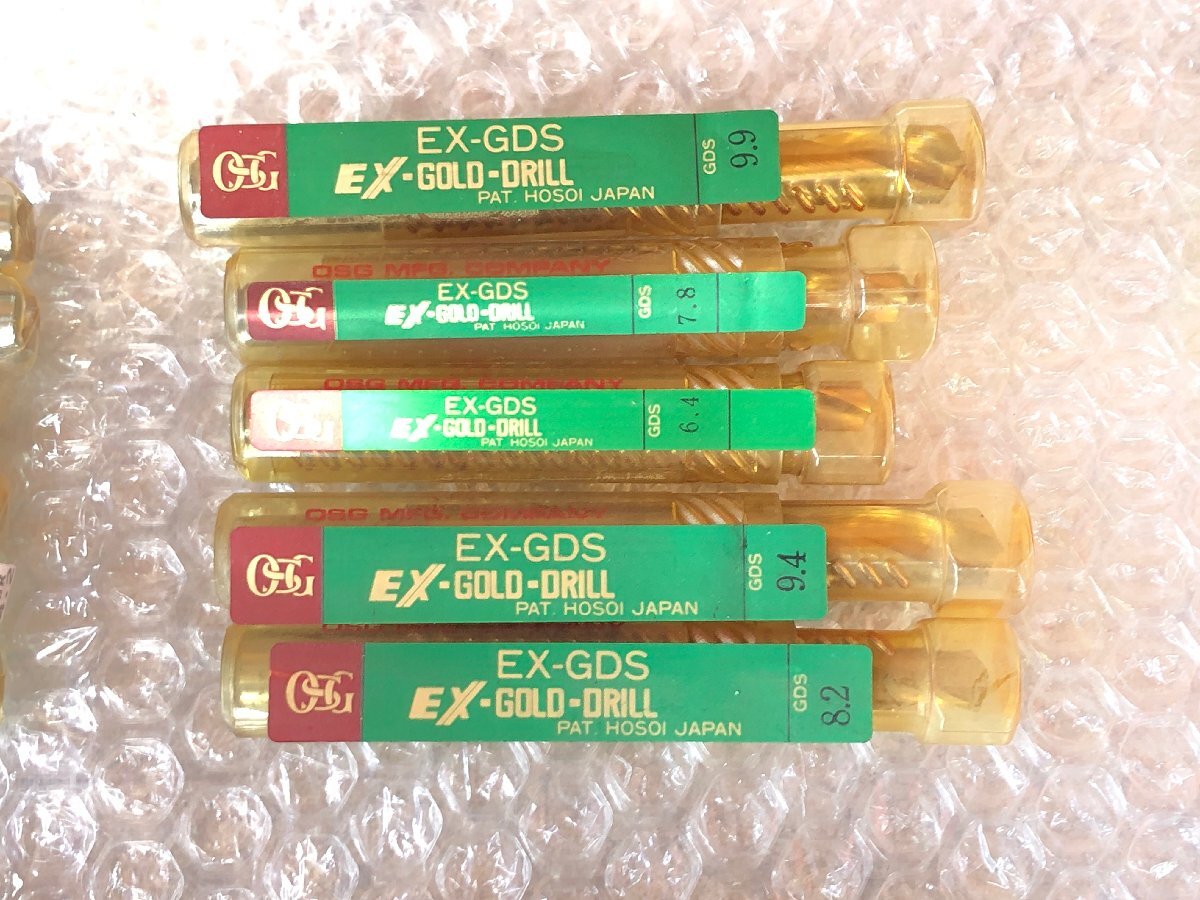 OSG
EX-GDS
EX-GOLD-DRILL
PAT. HOSOI JAPAN
GDS
9.9
OSG MFG. COMPANY
OSG
EX-GDS
EX-GOLD-DRILL
PAT. HOSOI JAPAN
GDS
7.8
OSG MFG. COMPANY
OSG
EX-GDS
EX-GOLD-DRILL
PAT. HOSOI JAPAN
GDS
6.4
OSG MFG. COMPANY
OSG
EX-GDS
EX-GOLD-DRILL
PAT. HOSOI JAPAN
GDS
9.4
OSG
EX-GDS
EX-GOLD-DRILL
PAT. HOSOI JAPAN
GDS
8.2